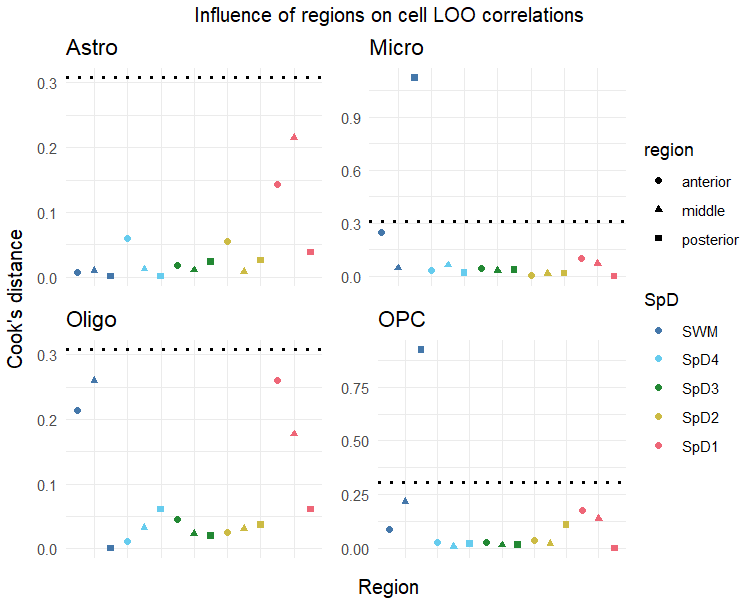 Influence of regions on cell LOO correlations
Astro
Micro
0.3
0.2
0.1
0.0
0.9
0.6
0.3
0.0
Cook's distance
Oligo
OPC
0.3
0.2
0.1
0.0
0.75
0.50
0.25
0.00
Region
region
anterior
middle
posterior
SpD
SWM
SpD4
SpD3
SpD2
SpD1